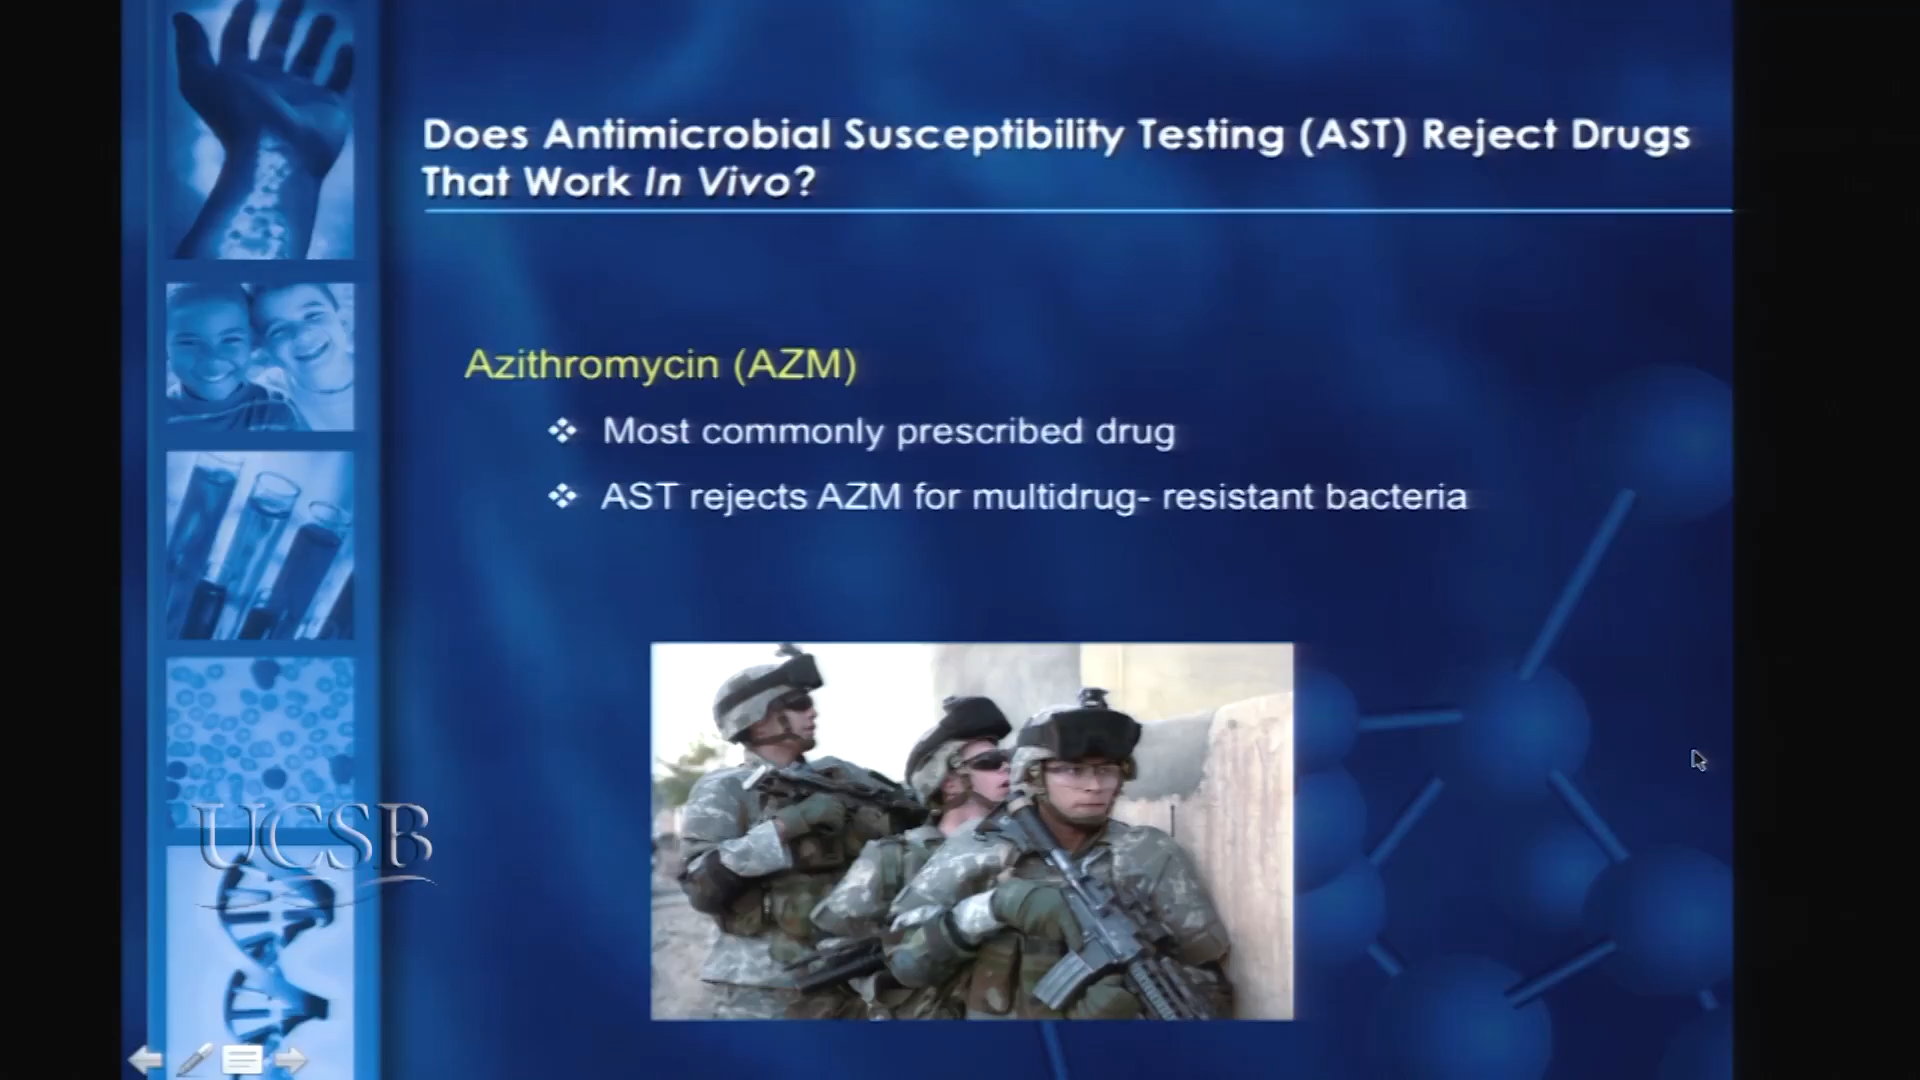 Does Antimicrobial Susceptibility Testing (AST) Reject Drugs
That Work In Vivo?
Azithromycin (AZM)
❖ Most commonly prescribed drug
❖ AST rejects AZM for multidrug- resistant bacteria
UCSB